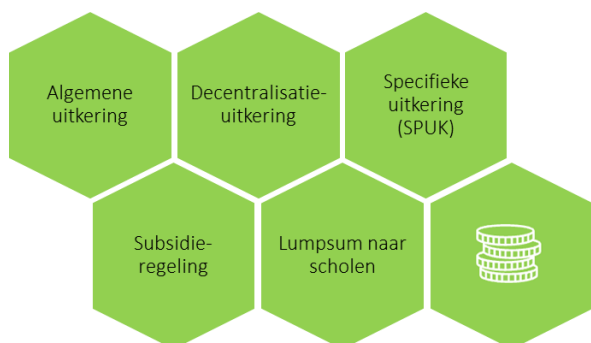 Algemene
uitkering
Decentralisatie-
uitkering
Specifieke
uitkering
(SPUK)
Subsidie-
regeling
Lumpsum naar
scholen